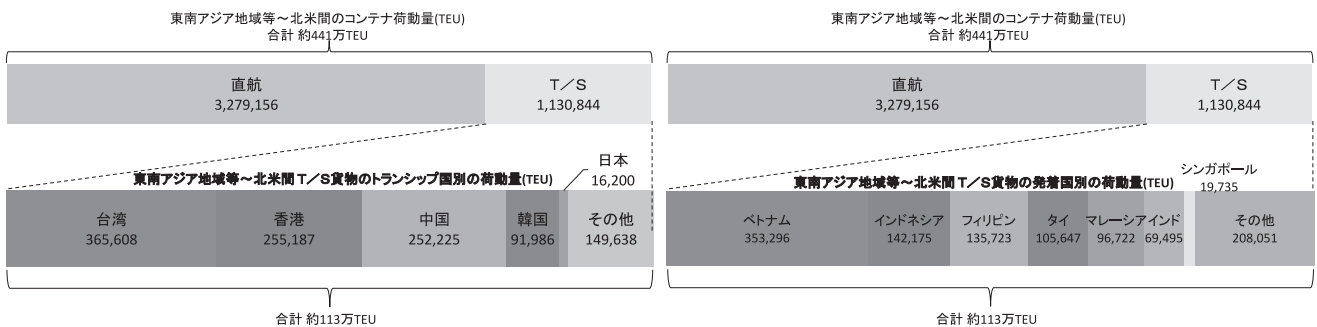 東南アジア地域等～北米間のコンテナ荷動量(TEU)
合計 約441万TEU
直航
3,279,156
T／S
1,130,844
東南アジア地域等～北米間 T／S貨物のトランシップ国別の荷動量(TEU)
日本
16,200
台湾
365,608
香港
255,187
中国
252,225
韓国
91,986
その他
149,638
合計 約113万TEU
東南アジア地域等～北米間のコンテナ荷動量(TEU)
合計 約441万TEU
直航
3,279,156
T／S
1,130,844
東南アジア地域等～北米間 T／S貨物の発着国別の荷動量(TEU)
シンガポール
19,735
ベトナム
353,296
インドネシア
142,175
フィリピン
135,723
タイ
105,647
マレーシア
96,722
インド
69,495
その他
208,051
合計 約113万TEU